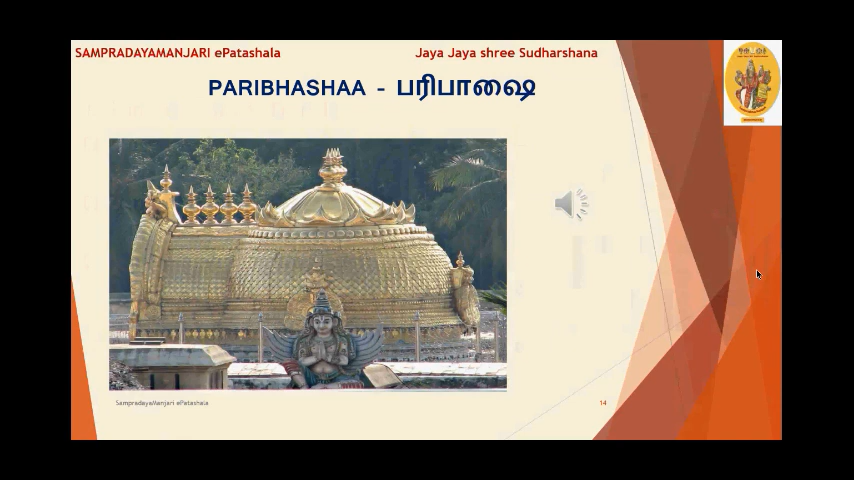 SAMPRADAYAMANJARI ePatashala
Jaya Jaya shree Sudharshana
PARIBHASHAA - பரிபாஷை
SampradayaManjari ePatashala
14